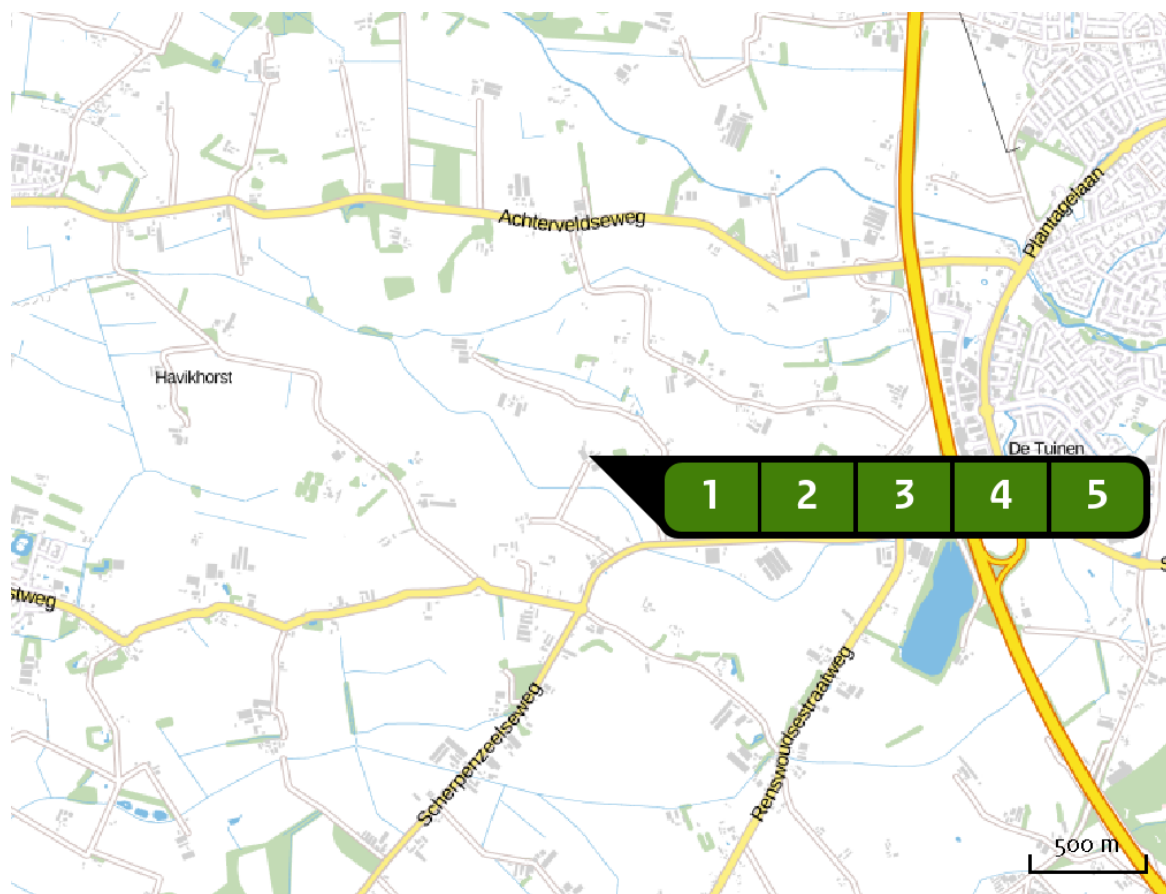 Plantagelaan
Achterveldseweg
Havikhorst
De Tuinen
1 2 3 4 5
stweg
S
Scherpenzeelseweg
Renswoudsestraatweg
500 m